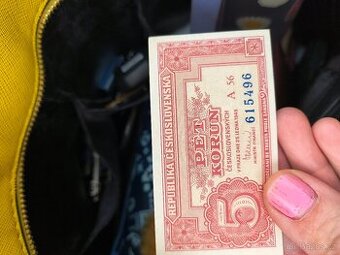 REPUBLIKA ČESKOSLOVENSKÁ
PĚT
KORUN
ČESKOSLOVENSKÝCH
A 56
615496
5